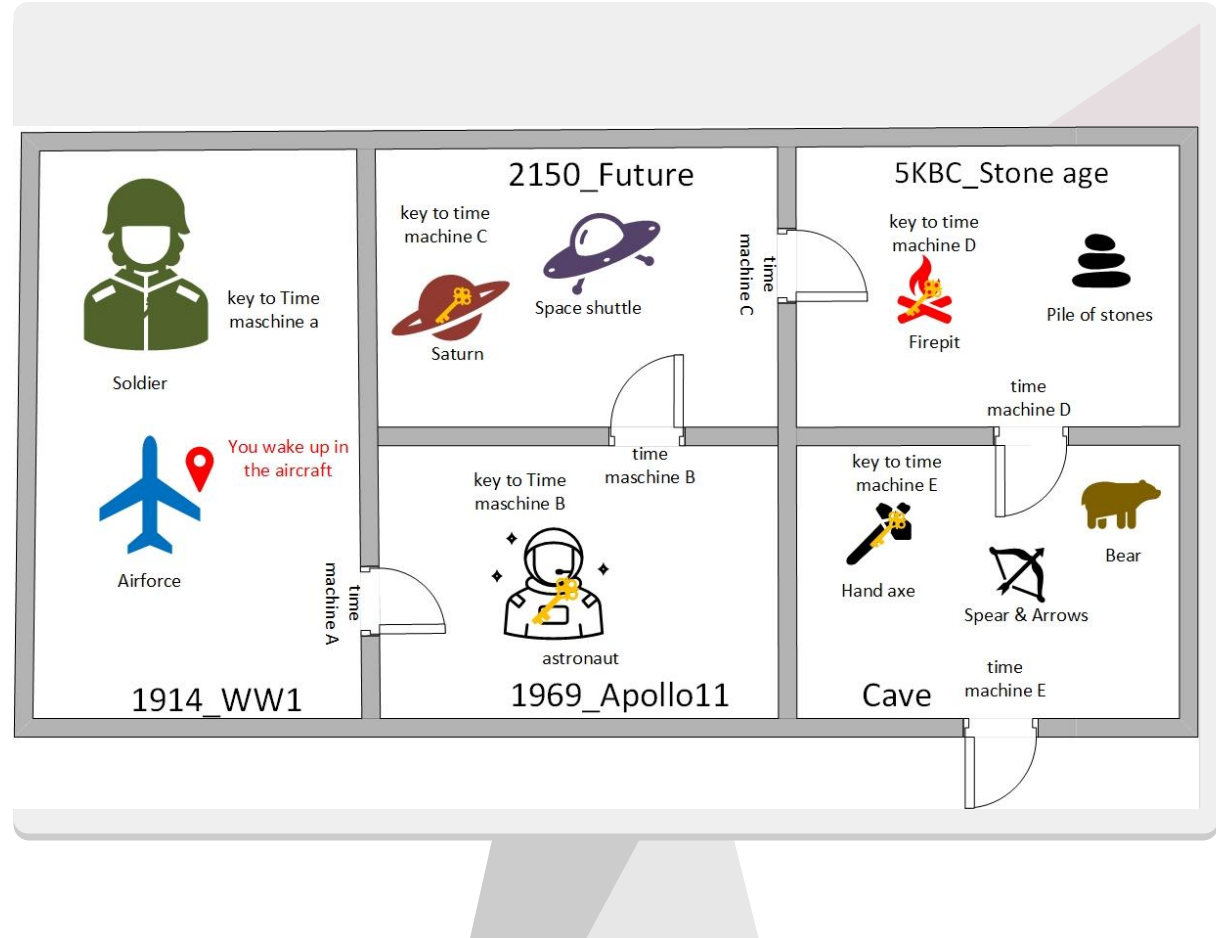 key to Time
maschine a
Soldier
You wake up in
the aircraft
Airforce
time
machine A
1914_WW1
2150_Future
key to time
machine C
Space shuttle
Saturn
time
machine C
time
maschine B
key to Time
maschine B
astronaut
1969_Apollo11
5KBC_Stone age
key to time
machine D
Pile of stones
Firepit
time
machine D
key to time
machine E
Hand axe
Bear
Spear & Arrows
time
machine E
Cave